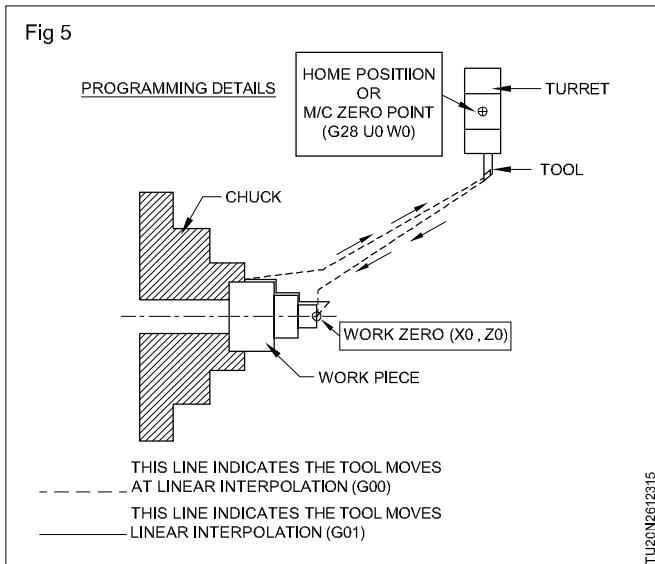 Fig 5
PROGRAMMING DETAILS
HOME POSITIION
OR
M/C ZERO POINT
(G28 U0 W0)
TURRET
TOOL
CHUCK
WORK ZERO (X0 , Z0)
WORK PIECE
THIS LINE INDICATES THE TOOL MOVES
AT LINEAR INTERPOLATION (G00)
THIS LINE INDICATES THE TOOL MOVES
LINEAR INTERPOLATION (G01)
TU20N2612315